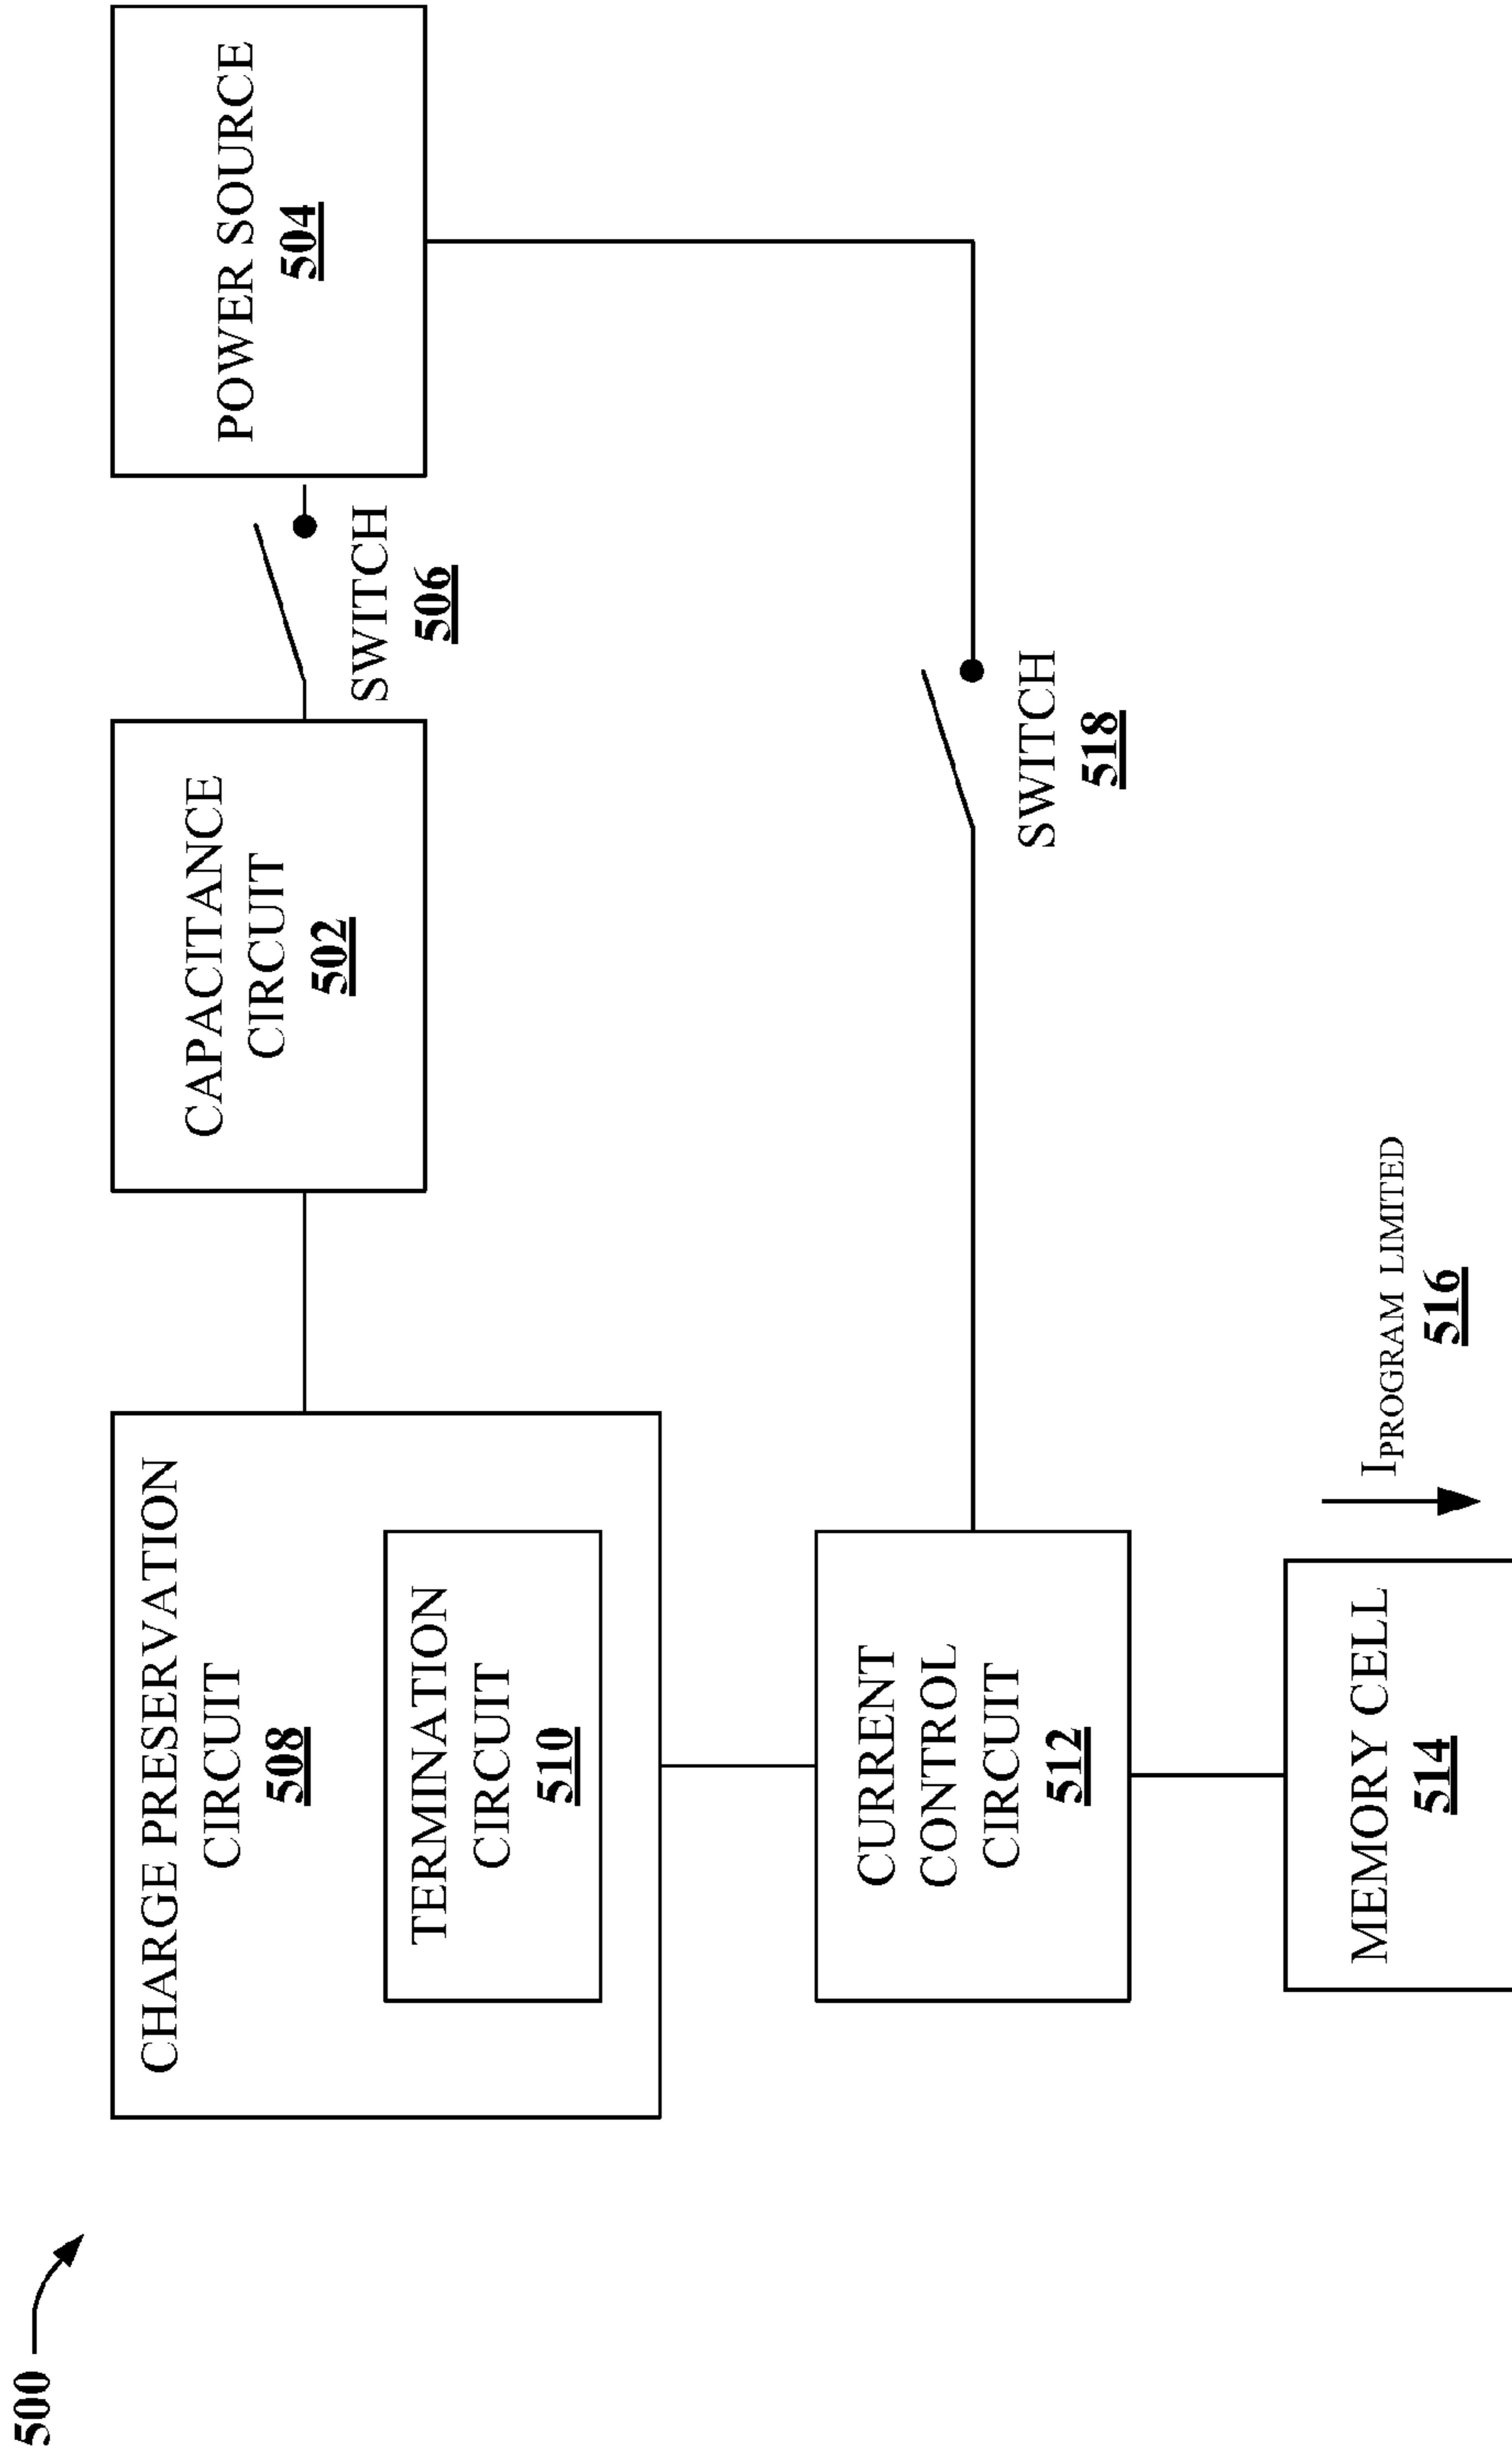 500
CHARGE PRESERVATION
CIRCUIT
508
TERMINATION
CIRCUIT
510
CAPACITANCE
CIRCUIT
502
SWITCH
506
POWER SOURCE
504
CURRENT
CONTROL
CIRCUIT
512
SWITCH
518
MEMORY CELL
514
IPROGRAM LIMITED
516